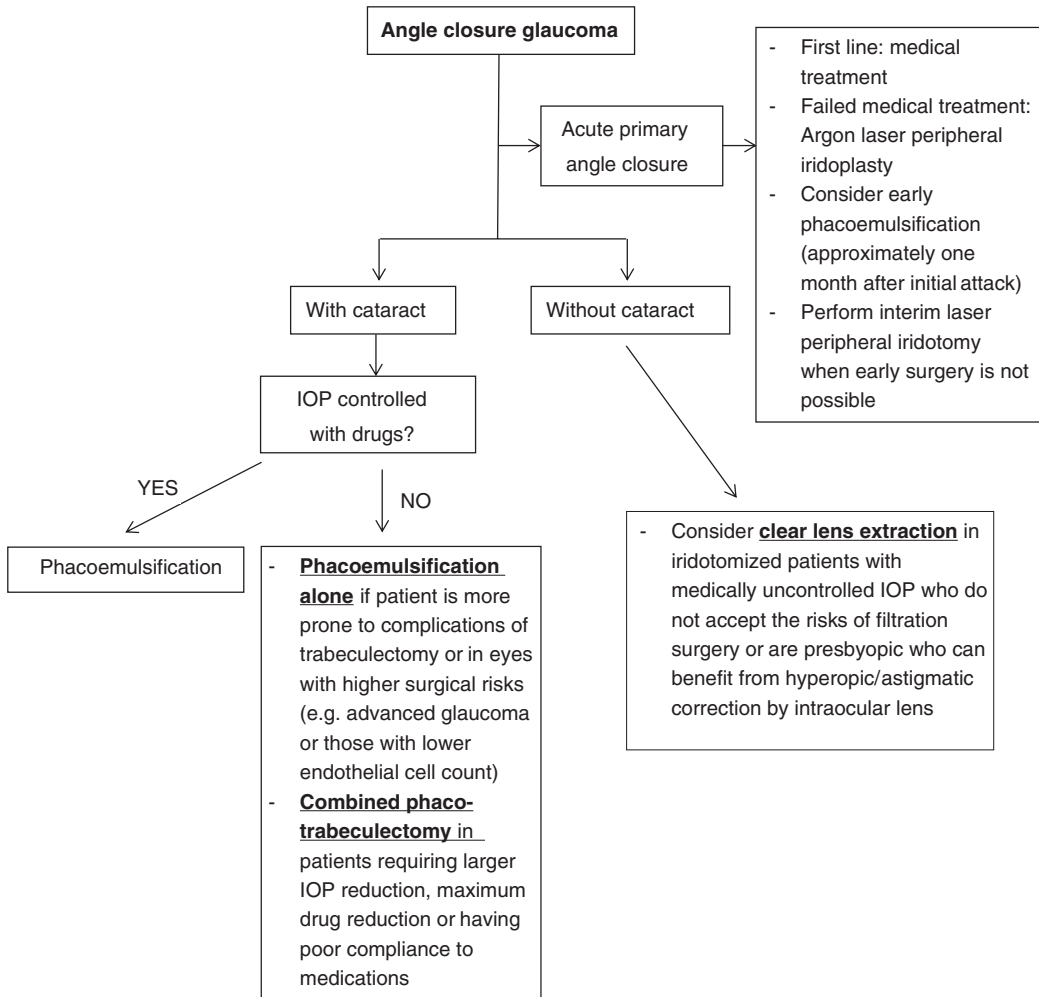 Angle closure glaucoma
Acute primary
angle closure
- First line: medical
treatment
- Failed medical treatment:
Argon laser peripheral
iridoplasty
- Consider early
phacoemulsification
(approximately one
month after initial attack)
- Perform interim laser
peripheral iridotomy
when early surgery is not
possible
With cataract
Without cataract
IOP controlled
with drugs?
YES
NO
Phacoemulsification
- Phacoemulsification
alone if patient is more
prone to complications of
trabeculectomy or in eyes
with higher surgical risks
(e.g. advanced glaucoma
or those with lower
endothelial cell count)
- Combined phaco-
trabeculectomy in
patients requiring larger
IOP reduction, maximum
drug reduction or having
poor compliance to
medications
- Consider clear lens extraction in
iridotomized patients with
medically uncontrolled IOP who do
not accept the risks of filtration
surgery or are presbyopic who can
benefit from hyperopic/astigmatic
correction by intraocular lens